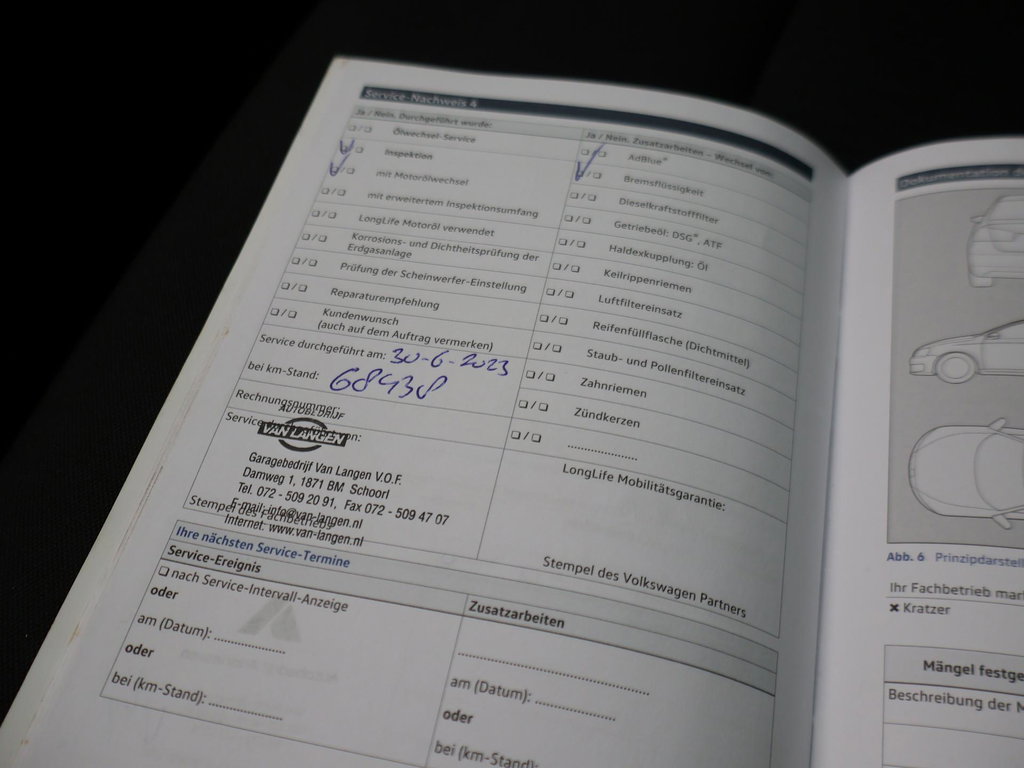 Service-Nachweis 4
Ja / Nein. Durchgeführt wurde:
☐ / ☐ Ölwechsel-Service
☑ / ☐ Inspektion
☑ / ☐ mit Motorölwechsel
☐ / ☐ mit erweitertem Inspektionsumfang
☐ / ☐ LongLife Motoröl verwendet
☐ / ☐ Korrosions- und Dichtheitsprüfung der
Erdgasanlage
☐ / ☐ Prüfung der Scheinwerfer-Einstellung
☐ / ☐ Reparaturempfehlung
☐ / ☐ Kundenwunsch
(auch auf dem Auftrag vermerken)
Service durchgeführt am: 30-6-2023
bei km-Stand: 68938
Rechnungsnummer:
AUTOBEDRIJF
VAN LANGEN
Garagebedrijf Van Langen V.O.F.
Damweg 1, 1871 BM Schoorl
Tel. 072 - 509 20 91, Fax 072 - 509 47 07
E-mail: info@van-langen.nl
Internet: www.van-langen.nl
Stempel des Fachbetriebs
Ja / Nein. Zusatzarbeiten – Wechsel von:
☐ / ☐ AdBlue®
☑ / ☐ Bremsflüssigkeit
☐ / ☐ Dieselkraftstofffilter
☐ / ☐ Getriebeöl: DSG®, ATF
☐ / ☐ Haldexkupplung: Öl
☐ / ☐ Keilrippenriemen
☐ / ☐ Luftfiltereinsatz
☐ / ☐ Reifenfüllflasche (Dichtmittel)
☐ / ☐ Staub- und Pollenfiltereinsatz
☐ / ☐ Zahnriemen
☐ / ☐ Zündkerzen
☐ / ☐ ....................
LongLife Mobilitätsgarantie:
Stempel des Volkswagen Partners
Ihre nächsten Service-Termine
Service-Ereignis
☐ nach Service-Intervall-Anzeige
oder
am (Datum): ....................
oder
bei (km-Stand): ....................
Zusatzarbeiten
..................................................
am (Datum): ....................
oder
bei (km-Stand):
Dokumentation
Abb. 6 Prinzipdarstell
Ihr Fachbetrieb mar
× Kratzer
Mängel festge
Beschreibung der M